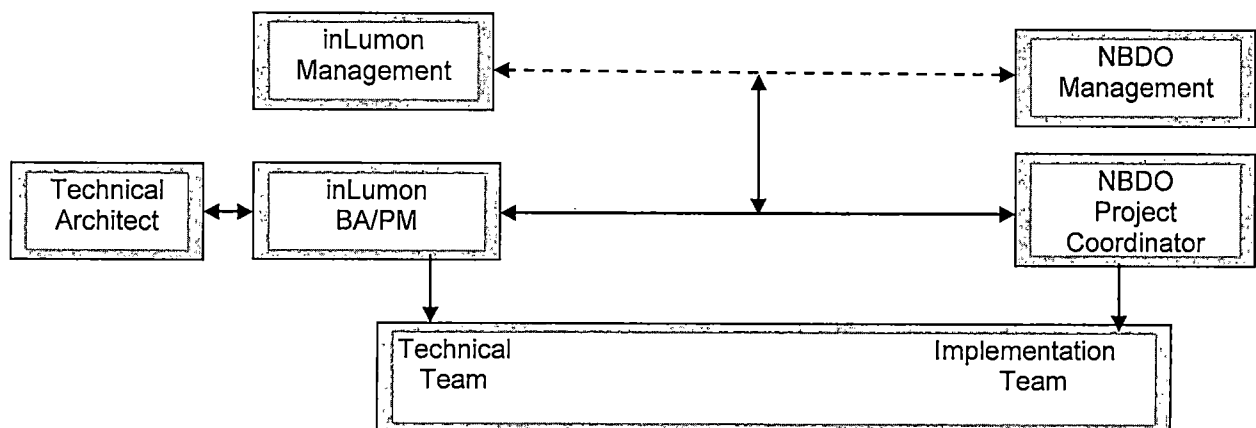 inLumon
Management
NBDO
Management
Technical
Architect
inLumon
BA/PM
NBDO
Project
Coordinator
Technical
Team
Implementation
Team